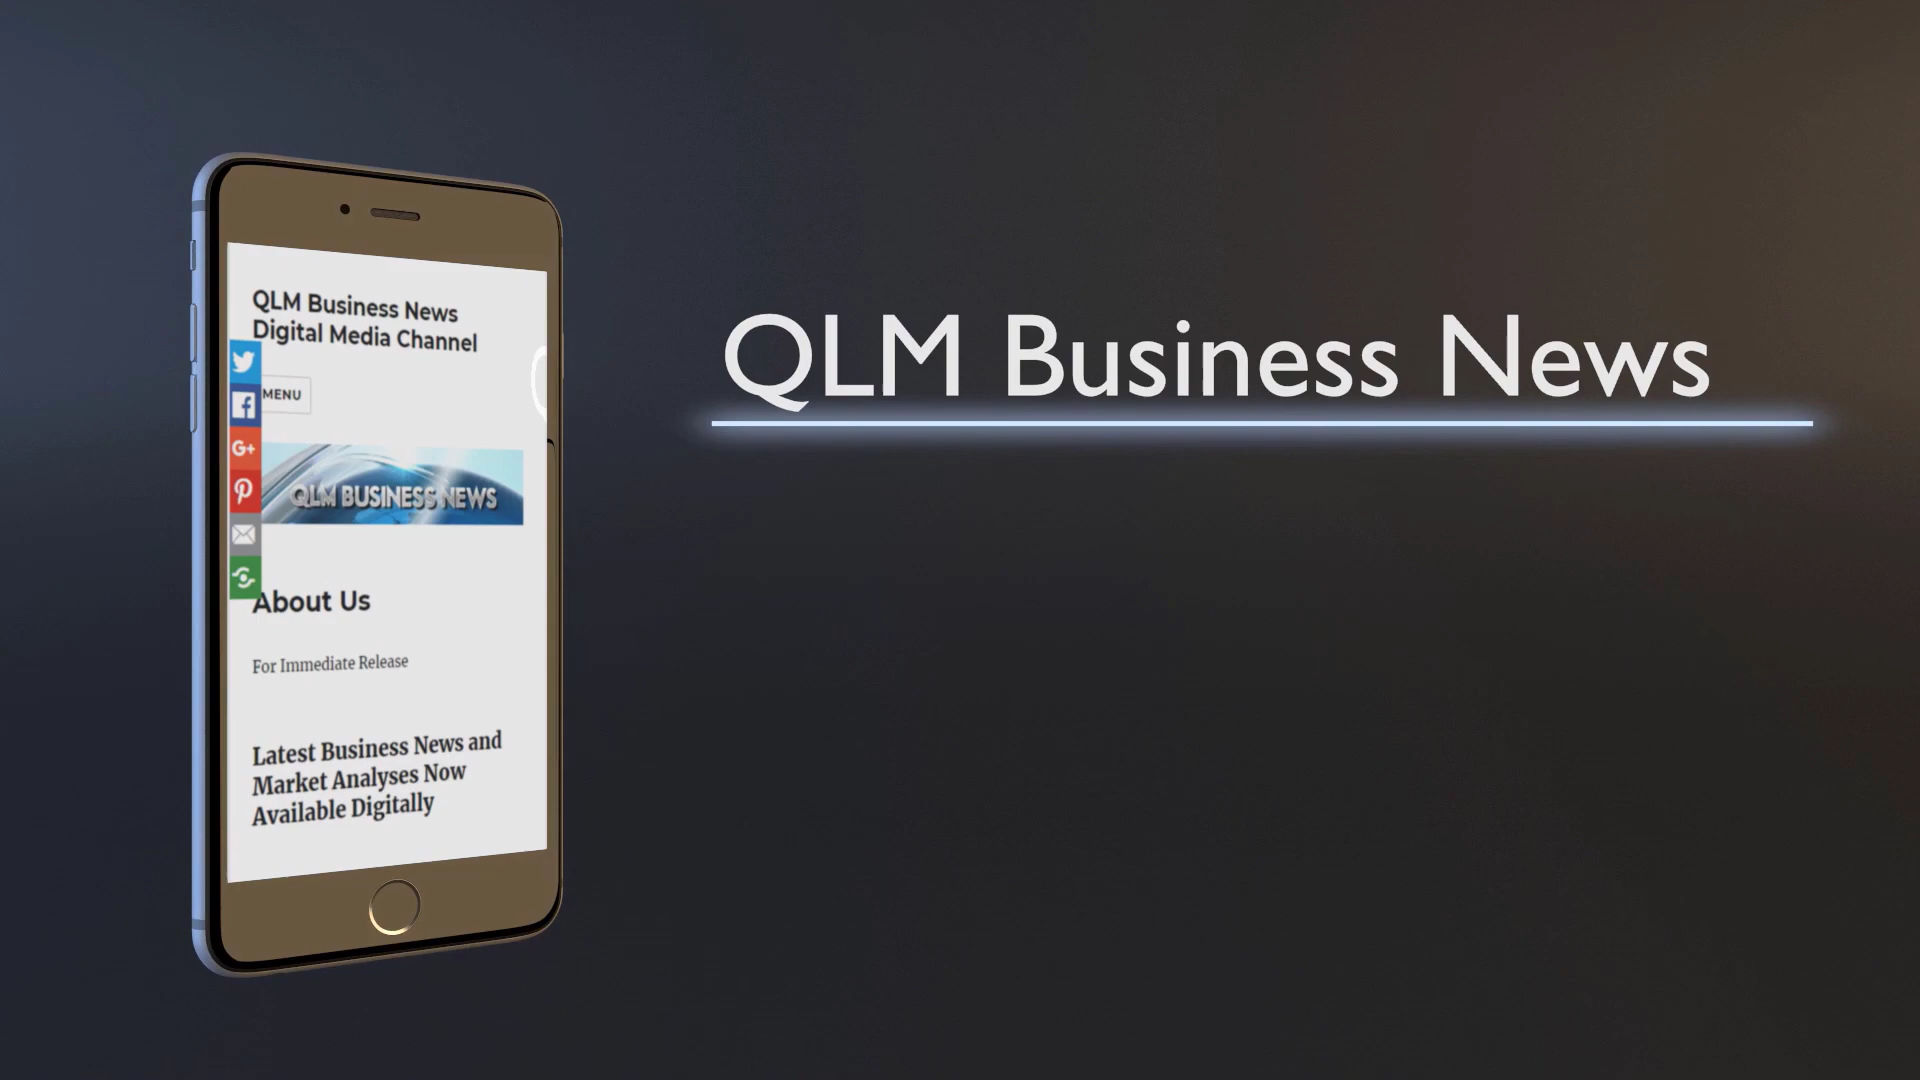 QLM Business News
Digital Media Channel
MENU
G+
QLM BUSINESS NEWS
About Us
For Immediate Release
Latest Business News and
Market Analyses Now
Available Digitally
QLM Business News